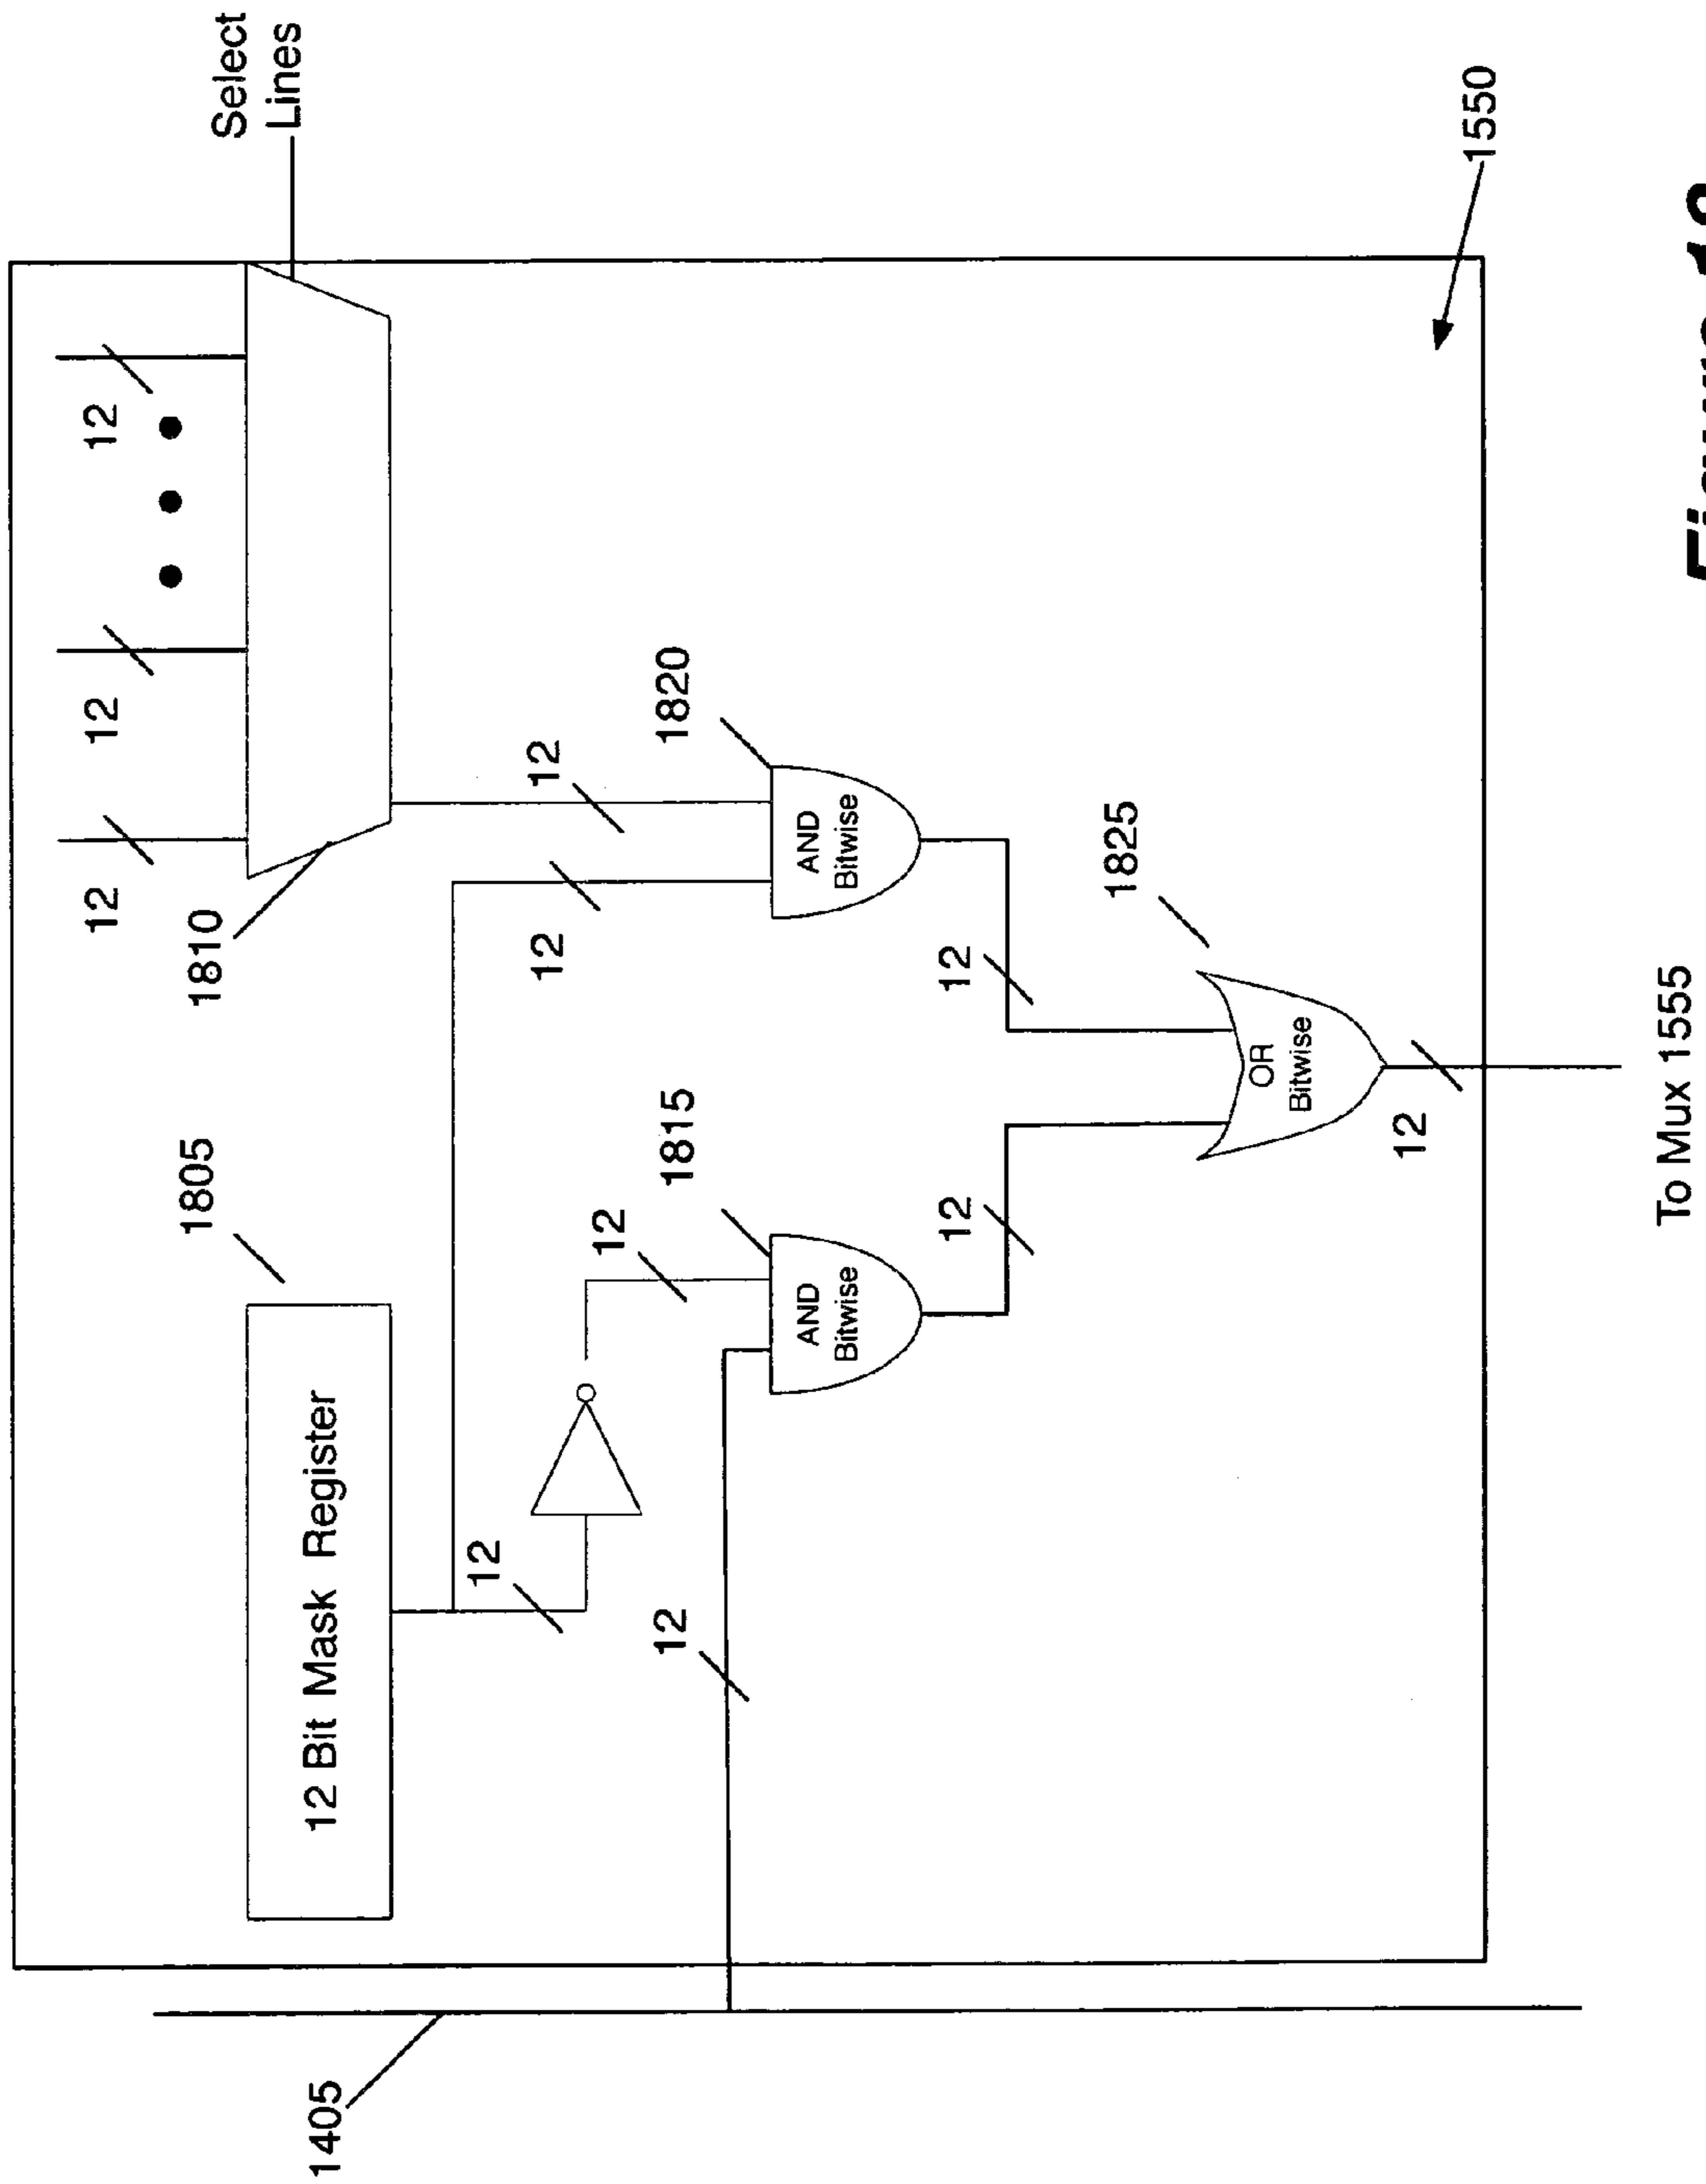 Select
Lines
12
12
12
1810
1805
12 Bit Mask Register
12
12
12
12
12
1820
1815
AND
Bitwise
AND
Bitwise
12
12
1825
OR
Bitwise
12
1405
1550
To Mux 1555